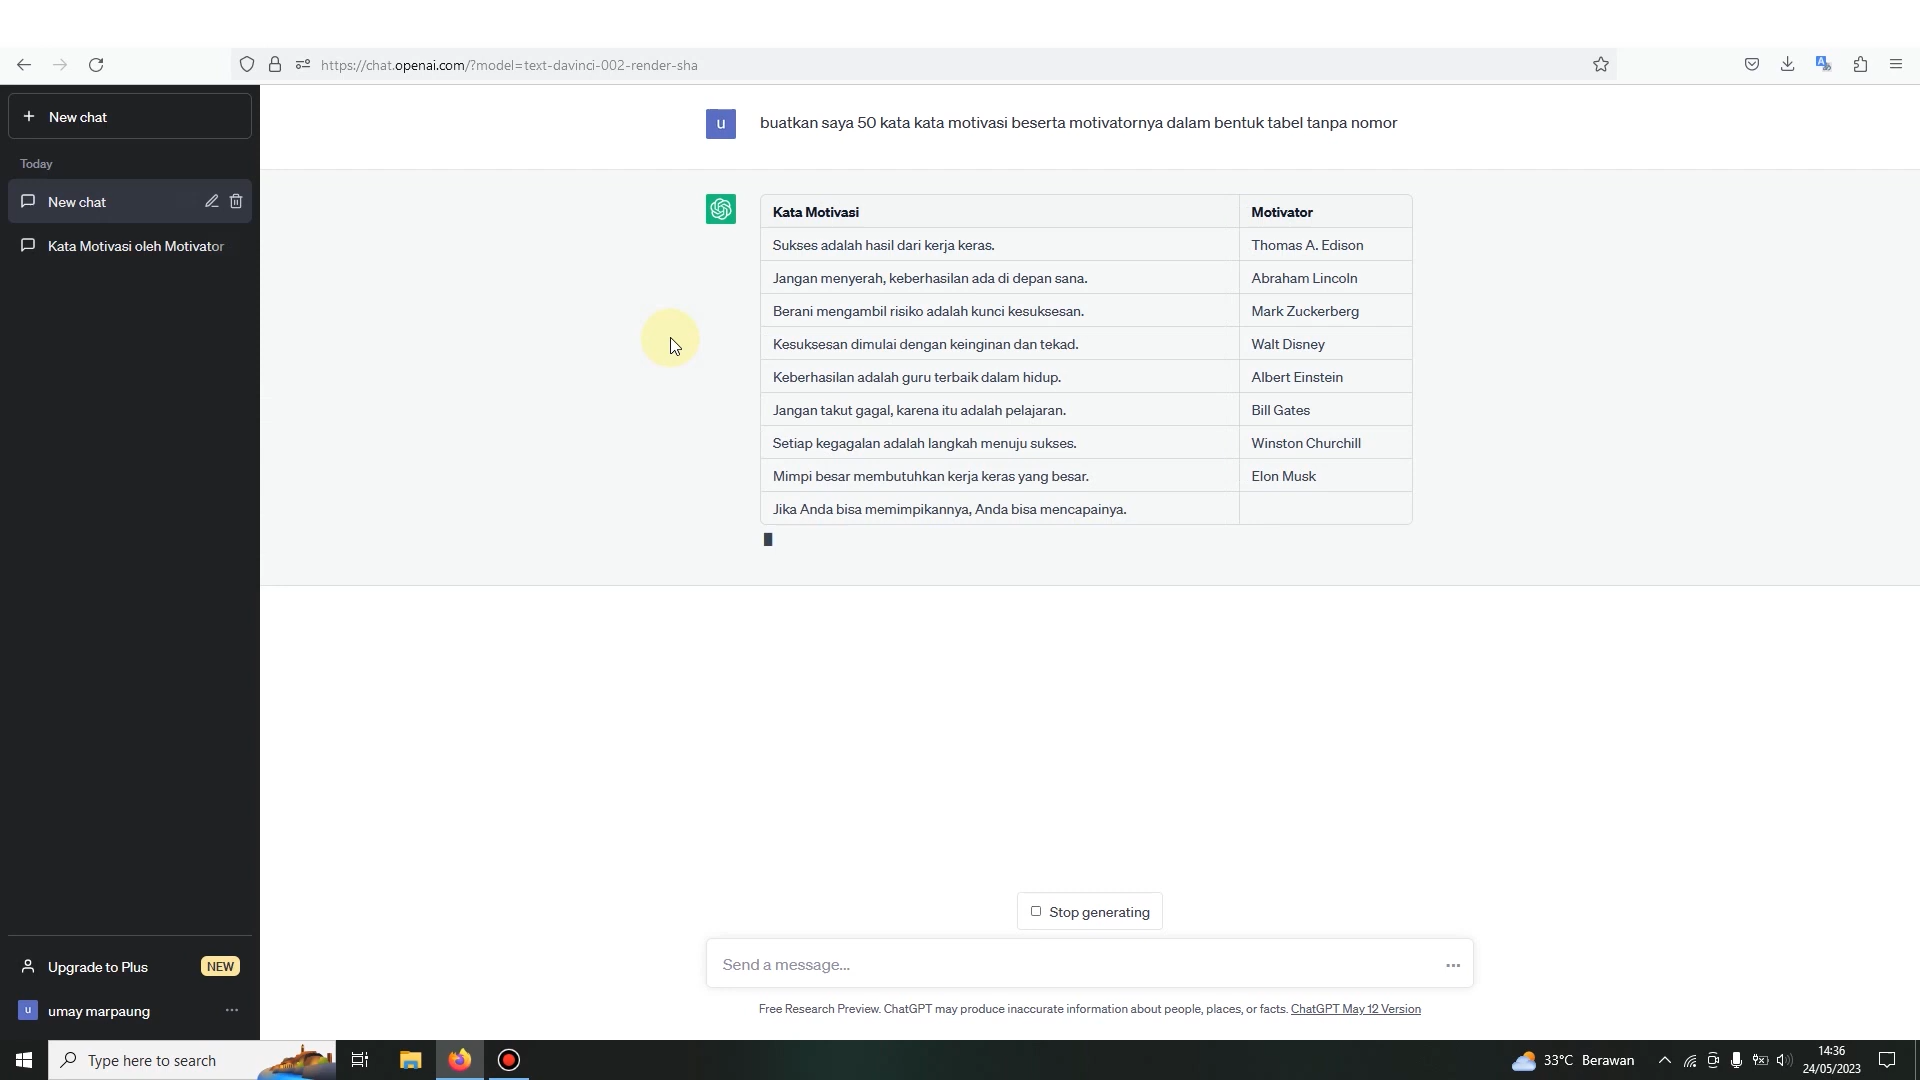 https://chat.openai.com/?model=text-davinci-002-render-sha
New chat
Today
New chat
Kata Motivasi oleh Motivator
u
buatkan saya 50 kata kata motivasi beserta motivatornya dalam bentuk tabel tanpa nomor
Kata Motivasi Motivator
Sukses adalah hasil dari kerja keras. Thomas A. Edison
Jangan menyerah, keberhasilan ada di depan sana. Abraham Lincoln
Berani mengambil risiko adalah kunci kesuksesan. Mark Zuckerberg
Kesuksesan dimulai dengan keinginan dan tekad. Walt Disney
Keberhasilan adalah guru terbaik dalam hidup. Albert Einstein
Jangan takut gagal, karena itu adalah pelajaran. Bill Gates
Setiap kegagalan adalah langkah menuju sukses. Winston Churchill
Mimpi besar membutuhkan kerja keras yang besar. Elon Musk
Jika Anda bisa memimpikannya, Anda bisa mencapainya.
Stop generating
Send a message...
Free Research Preview. ChatGPT may produce inaccurate information about people, places, or facts. ChatGPT May 12 Version
Upgrade to Plus NEW
u umay marpaung
Type here to search
33°C Berawan
14:36
24/05/2023